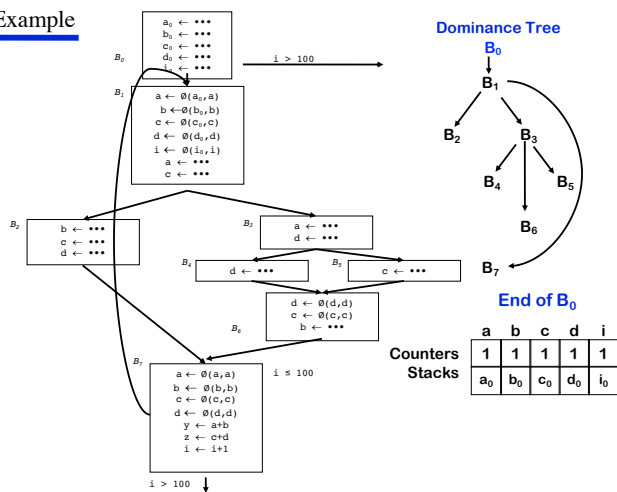 Example
B₀
a₀ ← •••
b₀ ← •••
c₀ ← •••
d₀ ← •••
i₀ ← •••
i > 100
B₁
a ← Ø(a₀,a)
b ←Ø(b₀,b)
c ← Ø(c₀,c)
d ← Ø(d₀,d)
i ← Ø(i₀,i)
a ← •••
c ← •••
B₂
b ← •••
c ← •••
d ← •••
B₃
a ← •••
d ← •••
B₄
d ← •••
B₅
c ← •••
B₆
d ← Ø(d,d)
c ← Ø(c,c)
b ← •••
B₇
a ← Ø(a,a)
b ← Ø(b,b)
c ← Ø(c,c)
d ← Ø(d,d)
y ← a+b
z ← c+d
i ← i+1
i ≤ 100
i > 100
Dominance Tree
B₀
B₁
B₂ B₃
B₄ B₅
B₆
B₇
End of B₀
a b c d i
Counters 1 1 1 1 1
Stacks a₀ b₀ c₀ d₀ i₀